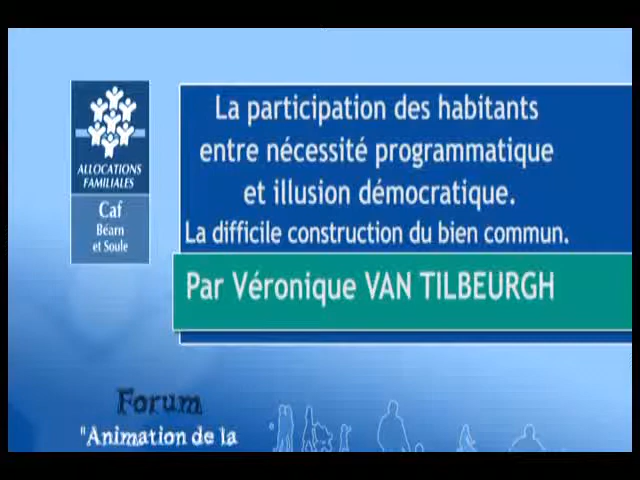 La participation des habitants
entre nécessité programmatique
et illusion démocratique.
La difficile construction du bien commun.
Par Véronique VAN TILBEURGH
ALLOCATIONS
FAMILIALES
Caf
Béarn
et Soule
Forum
"Animation de la